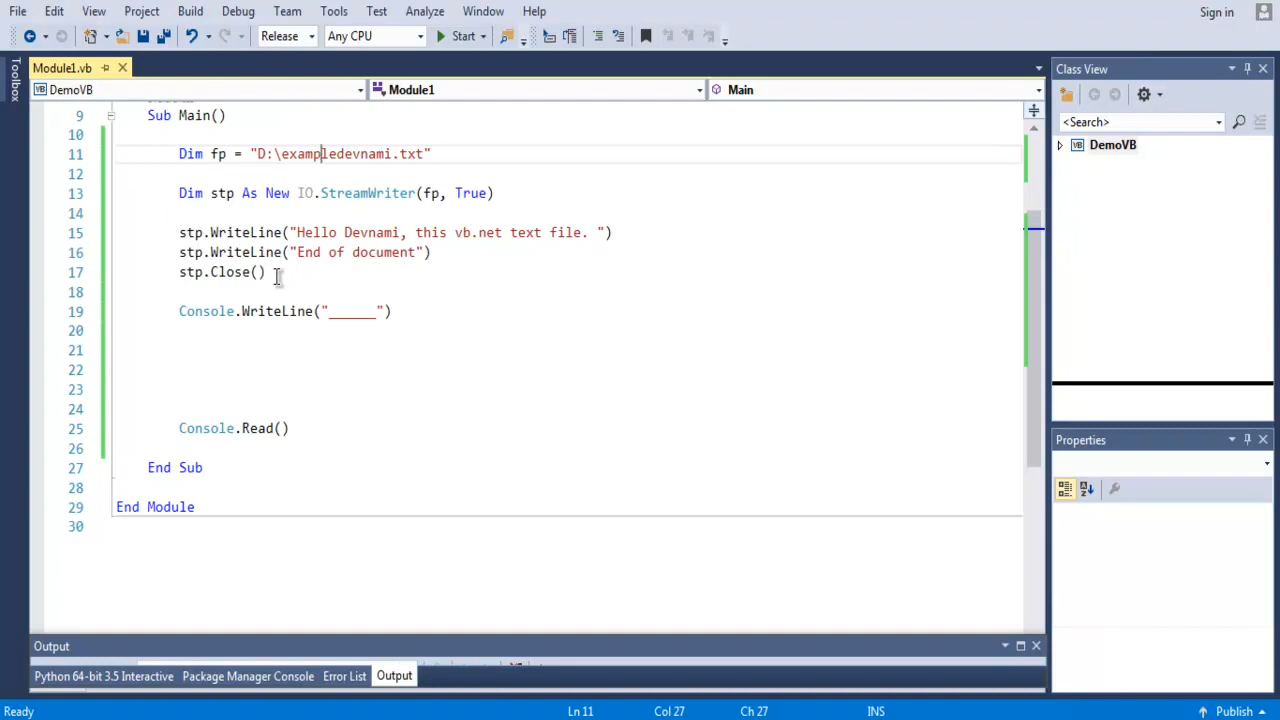 File Edit View Project Build Debug Team Tools Test Analyze Window Help Sign in
Release Any CPU Start
Toolbox
Module1.vb
Class View
DemoVB Module1 Main
<Search>
DemoVB
9 Sub Main()
10
11 Dim fp = "D:\exampledevnami.txt"
12
13 Dim stp As New IO.StreamWriter(fp, True)
14
15 stp.WriteLine("Hello Devnami, this vb.net text file. ")
16 stp.WriteLine("End of document")
17 stp.Close()
18
19 Console.WriteLine("______")
20
21
22
23
24
25 Console.Read()
26
27 End Sub
28
29 End Module
30
Properties
Output
Python 64-bit 3.5 Interactive Package Manager Console Error List Output
Ready Ln 11 Col 27 Ch 27 INS Publish